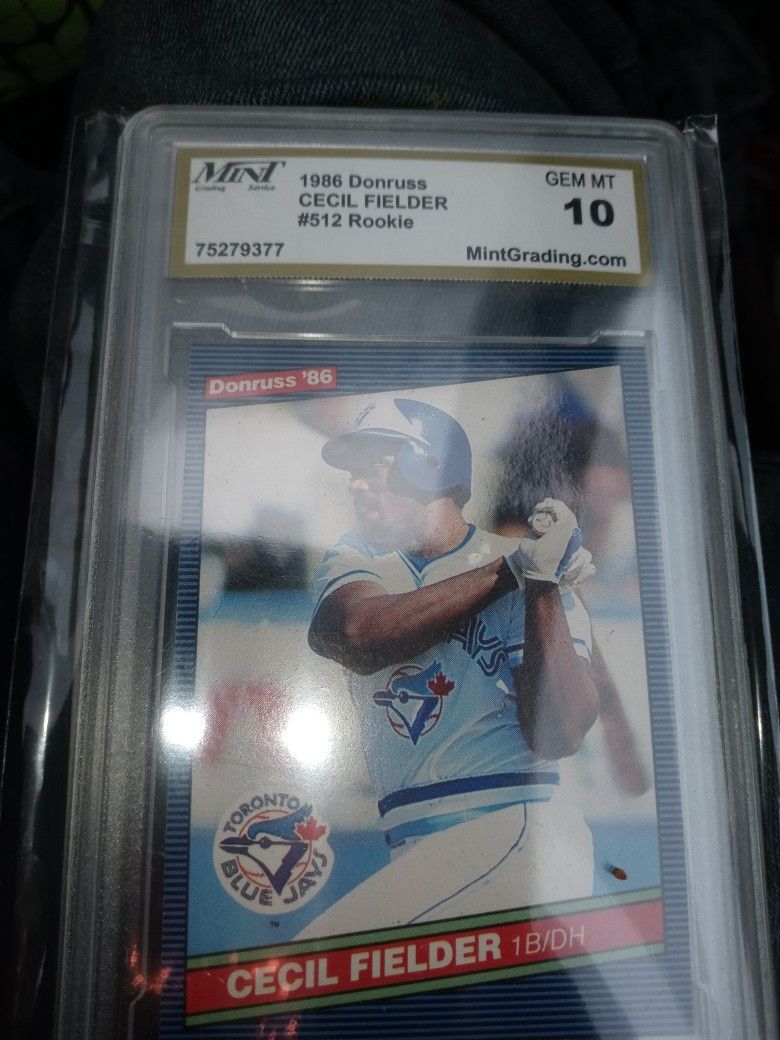 MINT
Grading Service
1986 Donruss
CECIL FIELDER
#512 Rookie
GEM MT
10
75279377
MintGrading.com
Donruss '86
TORONTO
BLUE JAYS
TM
CECIL FIELDER 1B/DH